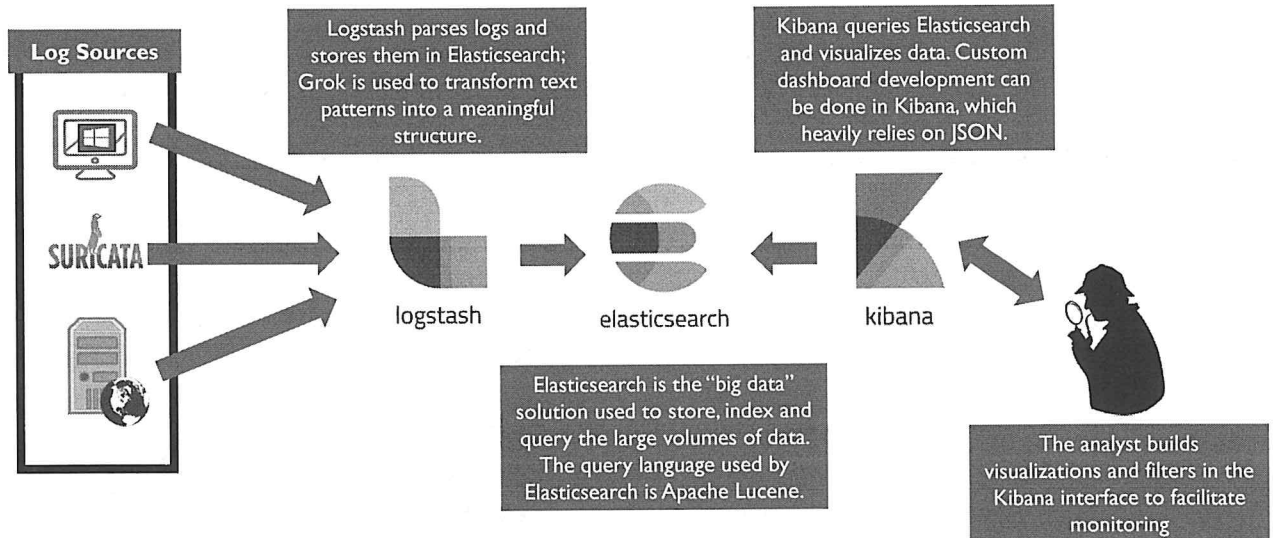 Log Sources
SURICATA
Logstash parses logs and
stores them in Elasticsearch;
Grok is used to transform text
patterns into a meaningful
structure.
Kibana queries Elasticsearch
and visualizes data. Custom
dashboard development can
be done in Kibana, which
heavily relies on JSON.
logstash
elasticsearch
kibana
Elasticsearch is the “big data”
solution used to store, index and
query the large volumes of data.
The query language used by
Elasticsearch is Apache Lucene.
The analyst builds
visualizations and filters in the
Kibana interface to facilitate
monitoring